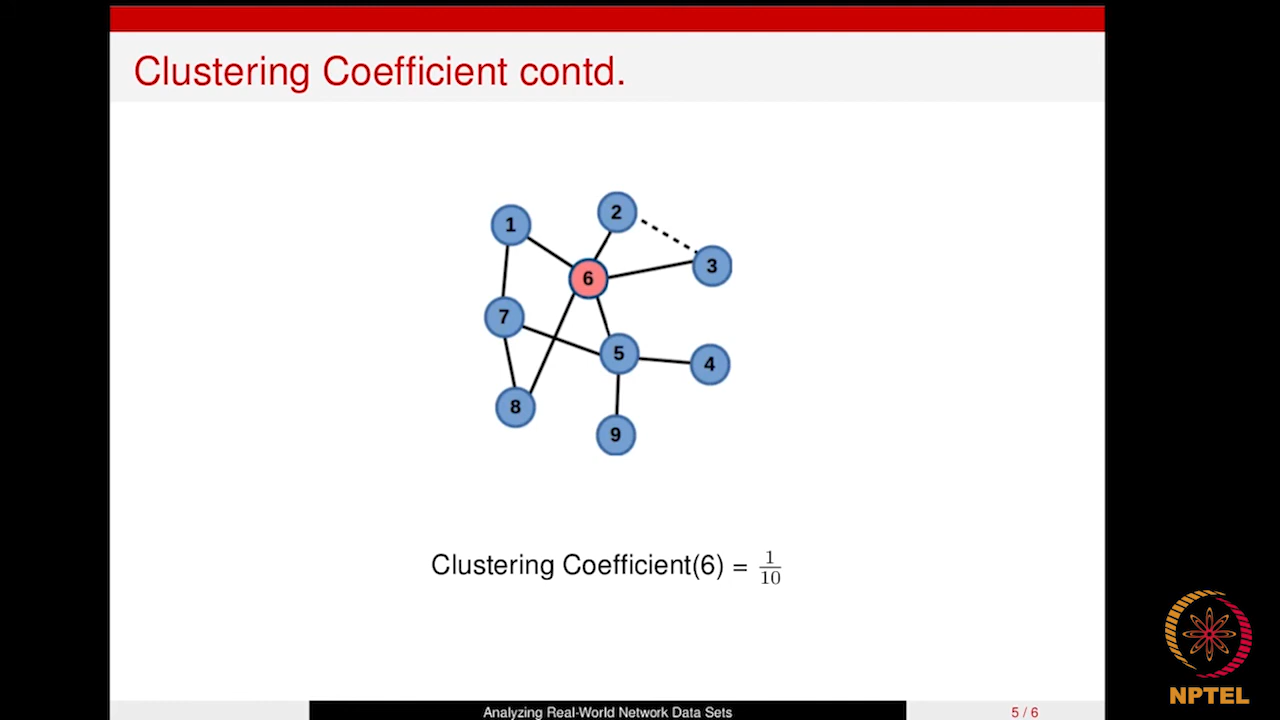 Clustering Coefficient contd.
1
2
3
6
7
5
4
8
9
Clustering Coefficient(6) = 1/10
Analyzing Real-World Network Data Sets
5 / 6
NPTEL